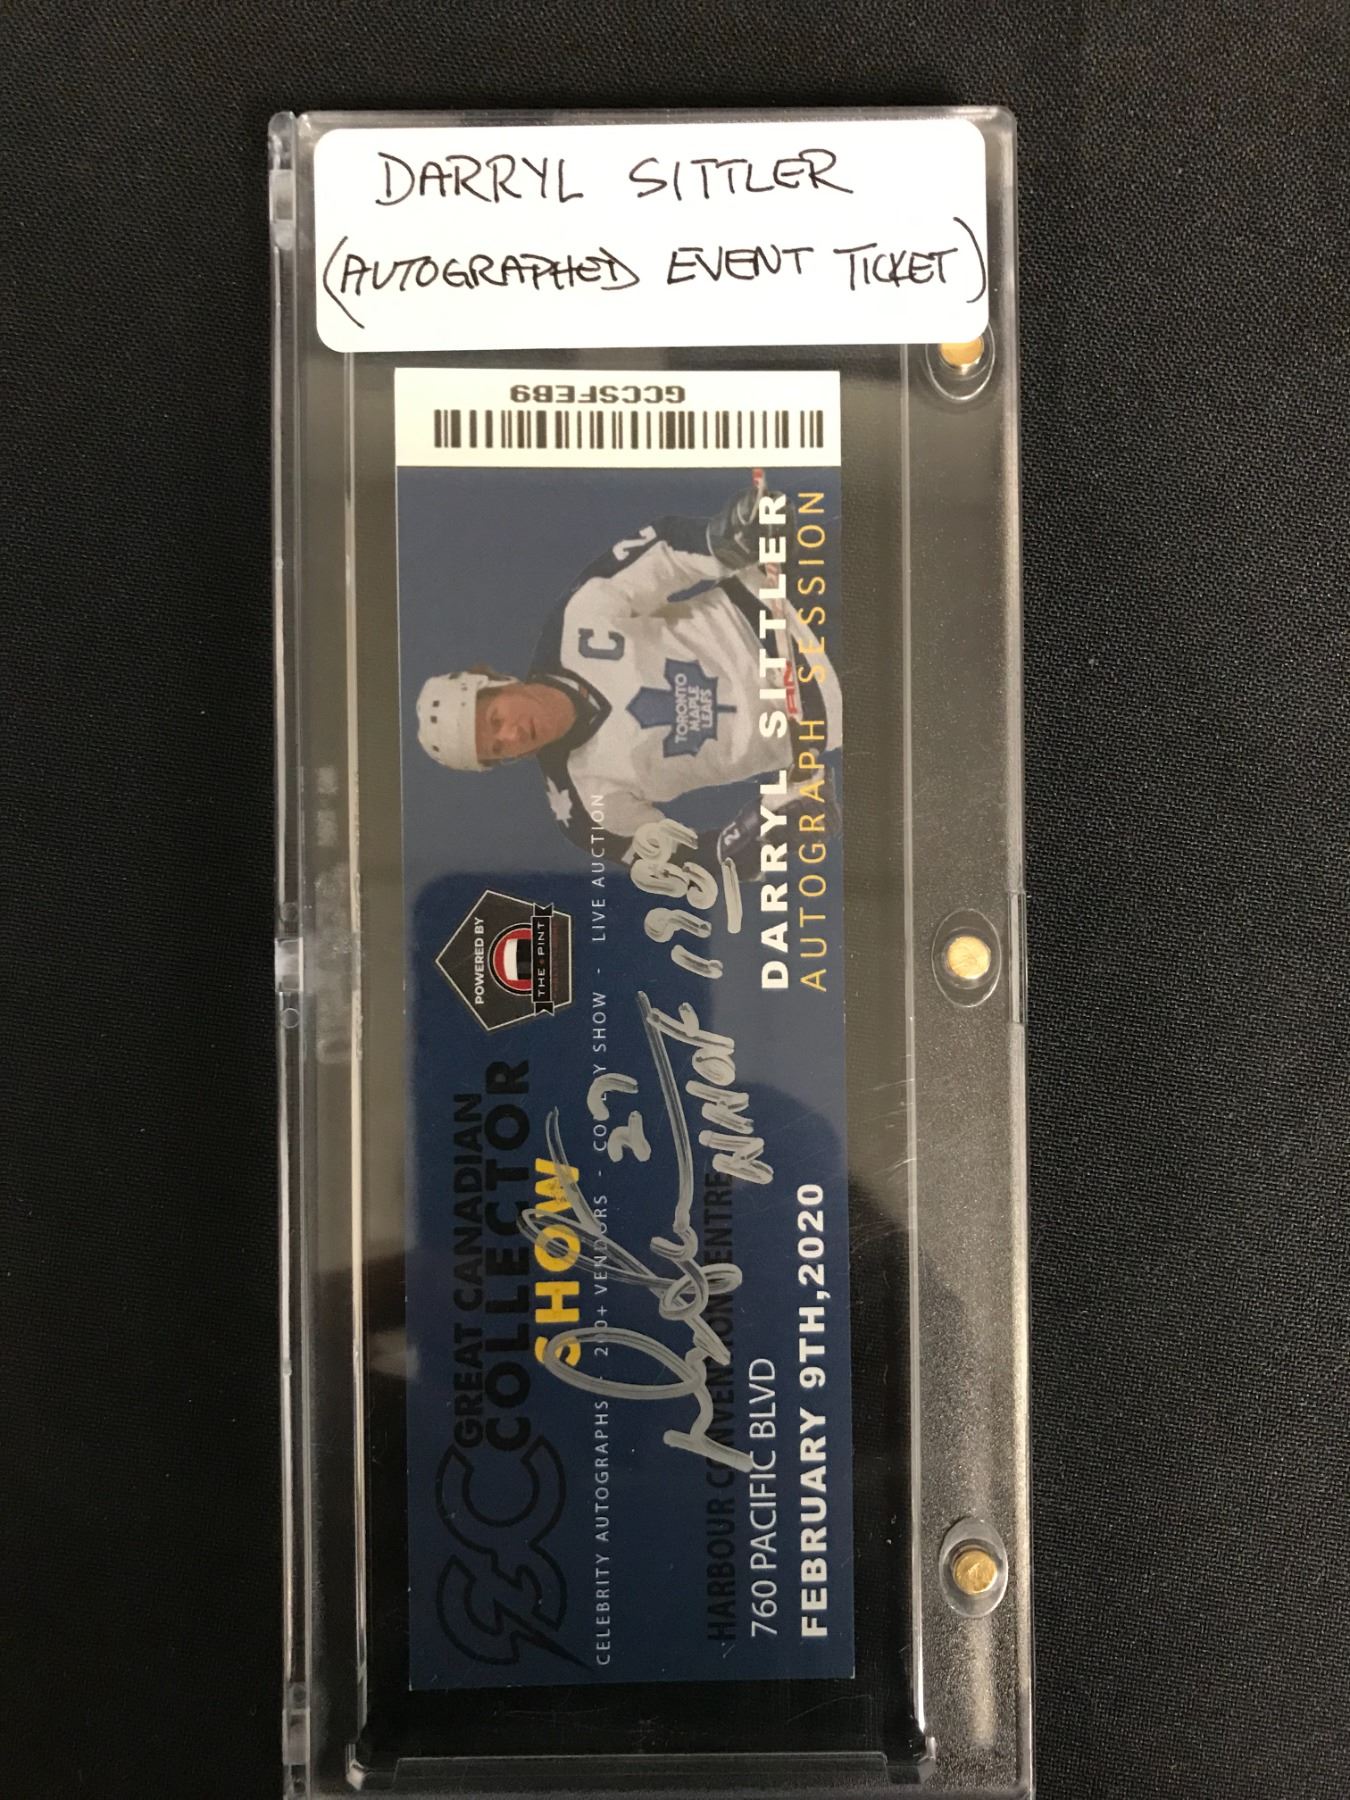 DARRYL SITTLER
(AUTOGRAPHED EVENT TICKET)
GCCSFEB9
GREAT CANADIAN
COLLECTOR
SHOW
POWERED BY
THE PINT
CELEBRITY AUTOGRAPHS - 200+ VENDORS - SHOW - LIVE AUCTION
27
HHOF 1989
HARBOUR CONVENTION CENTRE
760 PACIFIC BLVD
FEBRUARY 9TH,2020
C
2
TORONTO
MAPLE
LEAFS
2
DARRYL SITTLER
AUTOGRAPH SESSION